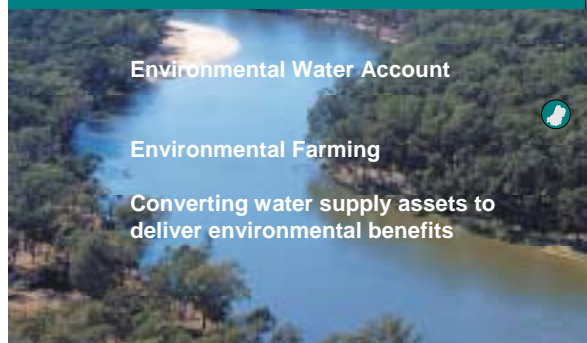 Environmental Water Account
Environmental Farming
Converting water supply assets to
deliver environmental benefits